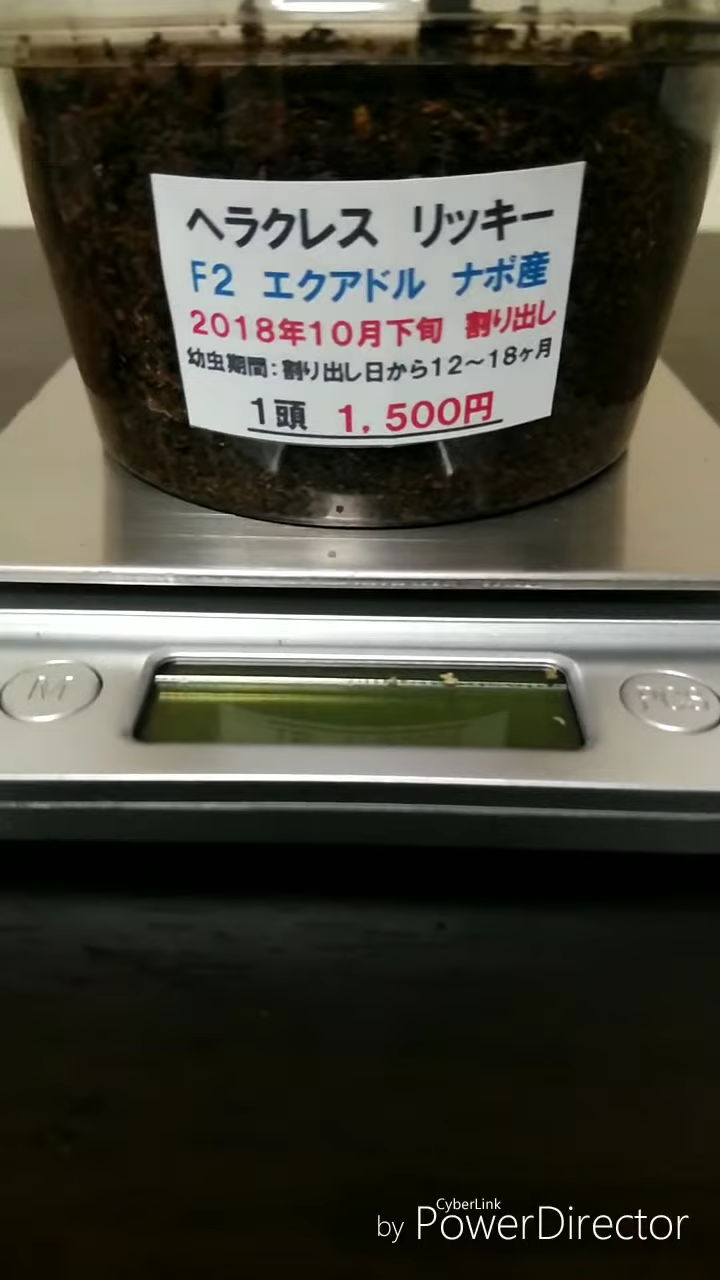 ヘラクレス リッキー
F2 エクアドル ナポ産
2018年10月下旬 割り出し
幼虫期間:割り出し日から12～18ヶ月
1頭 1,500円
M
PCS
by CyberLink PowerDirector